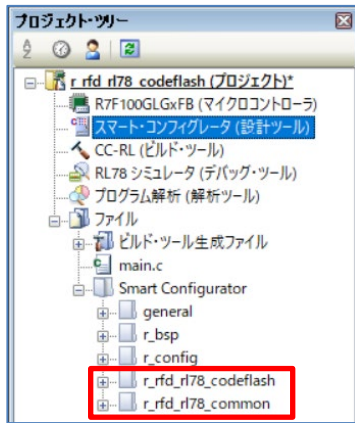 プロジェクト・ツリー
r_rfd_rl78_codeflash (プロジェクト)*
R7F100GLGxFB (マイクロコントローラ)
スマート・コンフィグレータ (設計ツール)
CC-RL (ビルド・ツール)
RL78 シミュレータ (デバッグ・ツール)
プログラム解析 (解析ツール)
ファイル
ビルド・ツール生成ファイル
main.c
Smart Configurator
general
r_bsp
r_config
r_rfd_rl78_codeflash
r_rfd_rl78_common